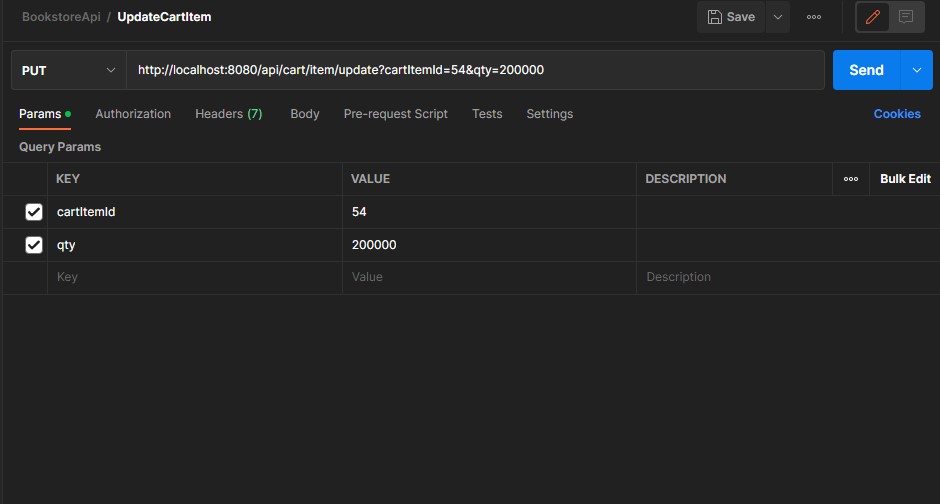 BookstoreApi / UpdateCartItem Save
PUT http://localhost:8080/api/cart/item/update?cartItemId=54&qty=200000 Send
Params Authorization Headers (7) Body Pre-request Script Tests Settings Cookies
Query Params
KEY VALUE DESCRIPTION Bulk Edit
cartItemId 54
qty 200000
Key Value Description